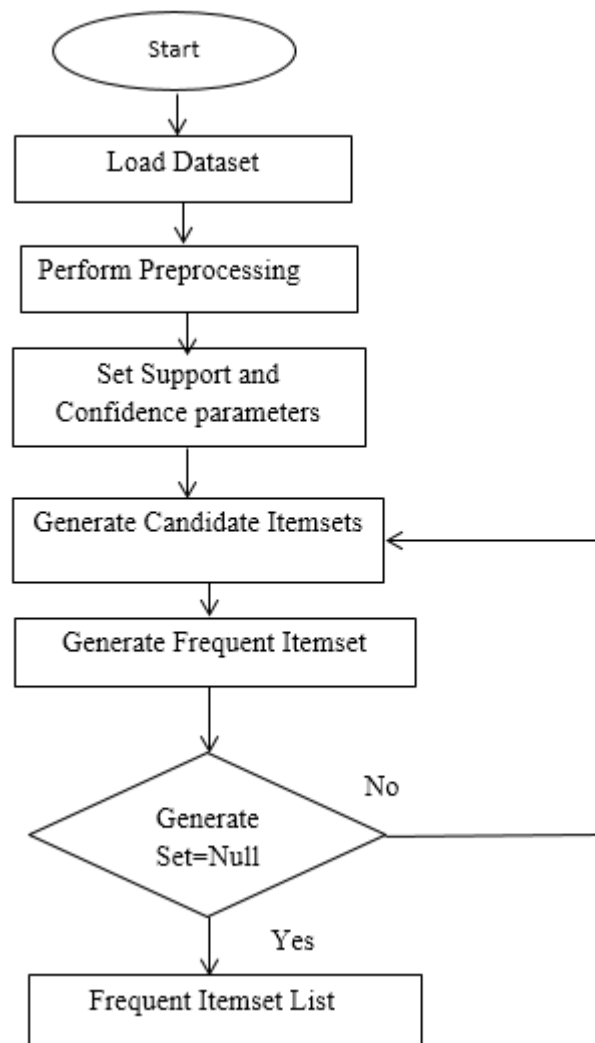 Start
Load Dataset
Perform Preprocessing
Set Support and
Confidence parameters
Generate Candidate Itemsets
Generate Frequent Itemset
No
Generate
Set=Null
Yes
Frequent Itemset List